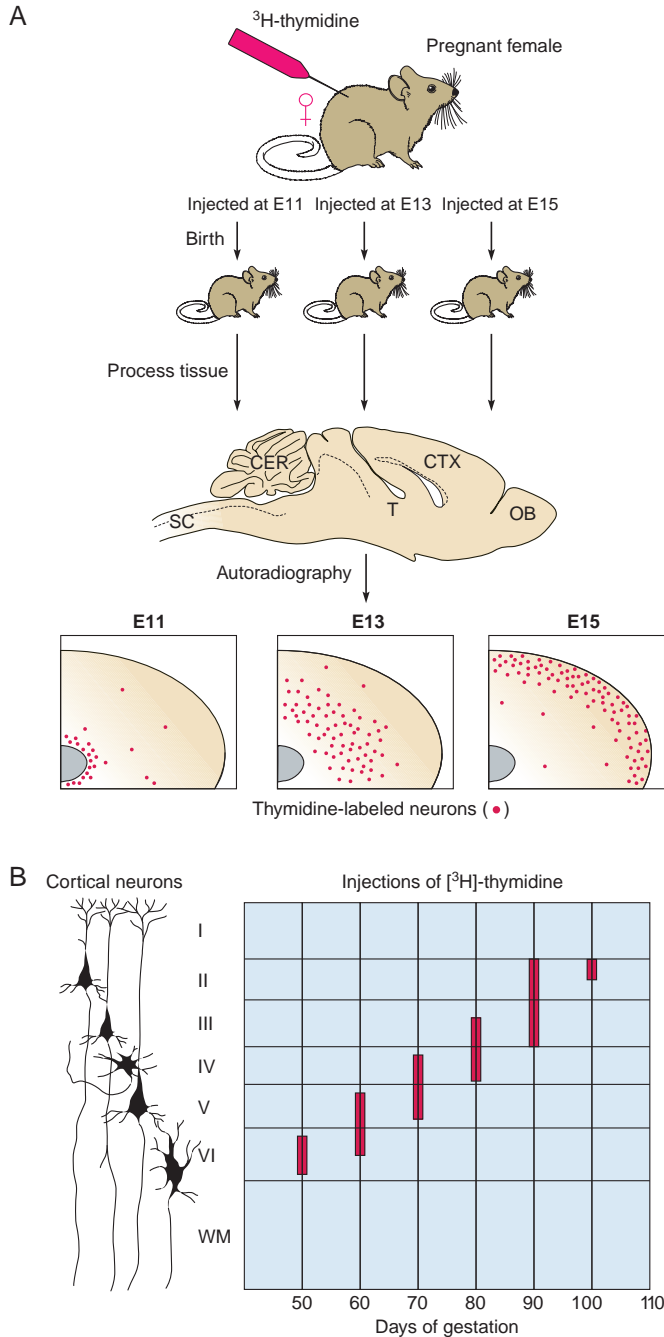 A
³H-thymidine
Pregnant female
♀
Injected at E11 Injected at E13 Injected at E15
Birth
Process tissue
CER
CTX
SC
T
OB
Autoradiography
E11 E13 E15
Thymidine-labeled neurons (•)
B
Cortical neurons
Injections of [³H]-thymidine
I
II
III
IV
V
VI
WM
50 60 70 80 90 100 110
Days of gestation